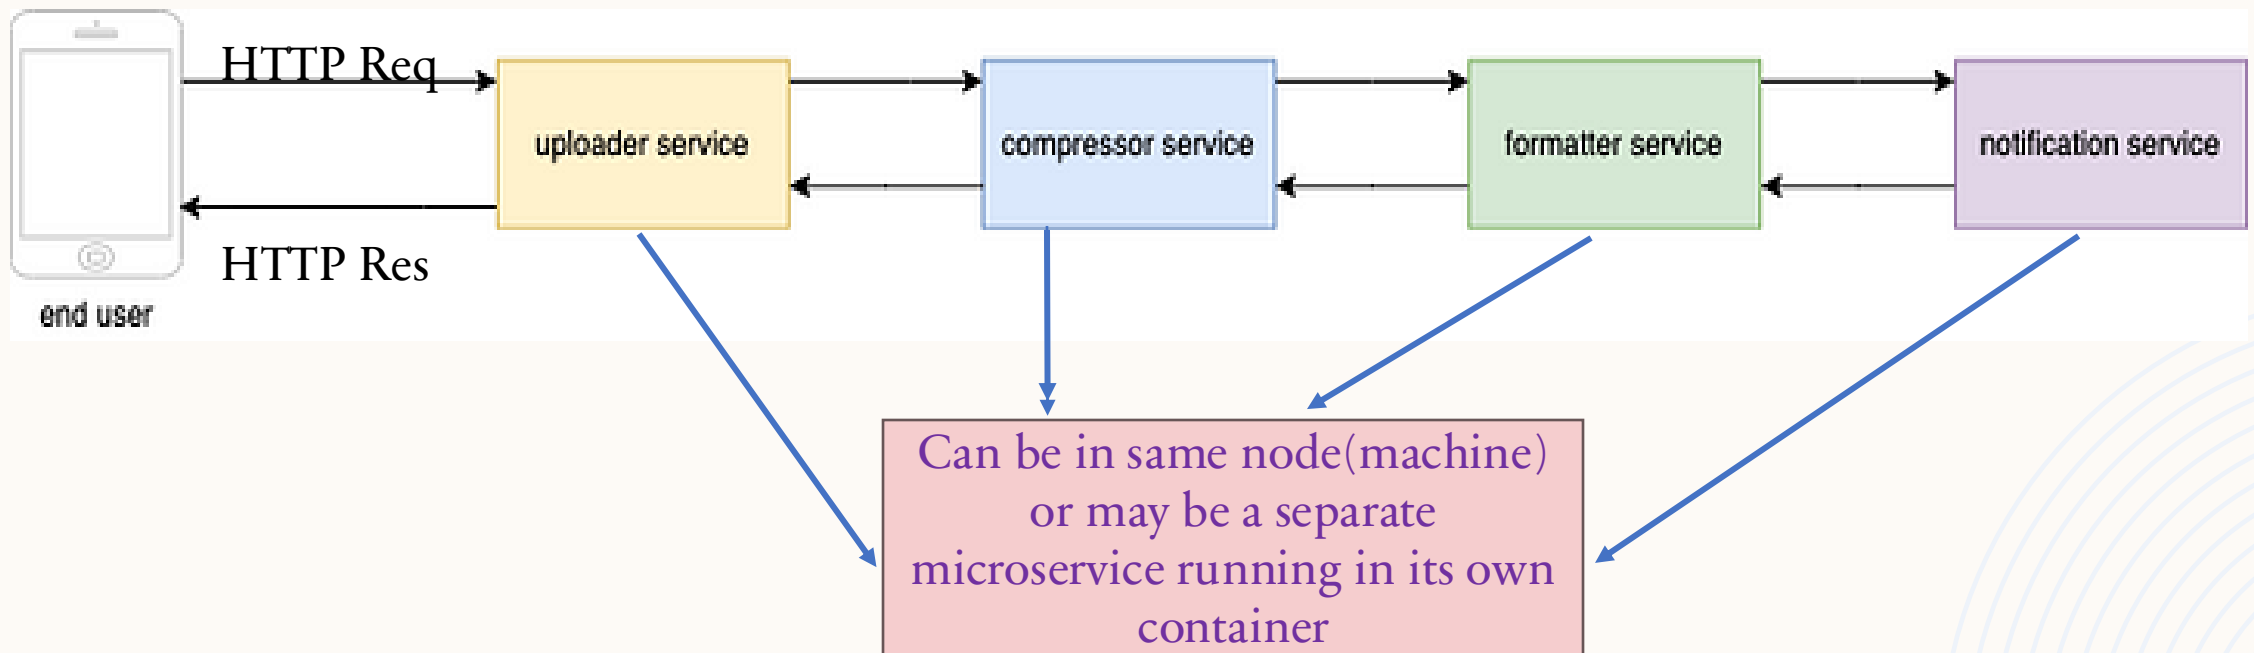 HTTP Req
uploader service
compressor service
formatter service
notification service
HTTP Res
end user
Can be in same node(machine)
or may be a separate
microservice running in its own
container